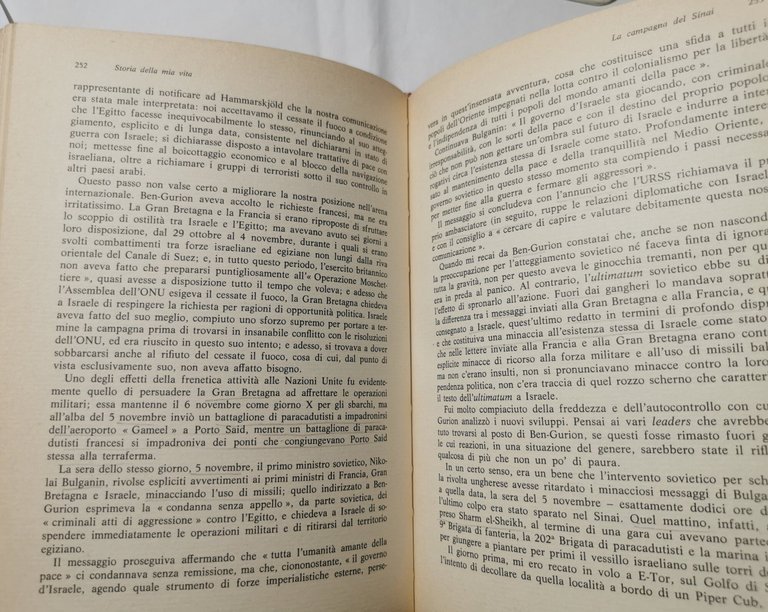 252 Storia della mia vita
rappresentante di notificare ad Hammarskjöld che la nostra comunicazione
era stata male interpretata: noi accettavamo il cessate il fuoco a condizione
che l'Egitto facesse inequivocabilmente lo stesso, rinunciando al suo atteg-
giamento, esplicito e di lunga data, consistente nel dichiararsi in stato di
guerra con Israele; si dichiarasse disposto a intavolare trattative di pace con
noi; mettesse fine al boicottaggio economico e al blocco della navigazione
israeliana, oltre a richiamare i gruppi di terroristi sotto il suo controllo in
altri paesi arabi.
Questo passo non valse certo a migliorare la nostra posizione nell'arena
internazionale. Ben-Gurion aveva accolto le richieste francesi, ma ne era
irritatissimo. La Gran Bretagna e la Francia si erano riproposte di sfruttare
lo scoppio di ostilità tra Israele e l'Egitto; ma avevano avuto sei giorni a
loro disposizione, dal 29 ottobre al 4 novembre, durante i quali si erano
svolti combattimenti tra forze israeliane ed egiziane non lungi dalla riva
orientale del Canale di Suez; e, in tutto questo periodo, l'esercito britannico
non aveva fatto che prepararsi puntigliosamente all'« Operazione Moschet-
tiere », quasi avesse a disposizione tutto il tempo che voleva; e adesso che
l'Assemblea dell'ONU esigeva il cessate il fuoco, la Gran Bretagna chiedeva
a Israele di respingere la richiesta per ragioni di opportunità politica. Israele
aveva fatto del suo meglio, compiuto uno sforzo supremo per portare a ter-
mine la campagna prima di trovarsi in insanabile conflitto con le risoluzioni
dell'ONU, ed era riuscito in questo suo intento; e adesso, si trovava a dover
sobbarcarsi anche al rifiuto del cessate il fuoco, cosa di cui, dal punto di
vista esclusivamente suo, non aveva affatto bisogno.
Uno degli effetti della frenetica attività alle Nazioni Unite fu evidente-
mente quello di persuadere la Gran Bretagna ad affrettare le operazioni
militari; essa mantenne il 6 novembre come giorno X per gli sbarchi, ma
all'alba del 5 novembre inviò un battaglione di paracadutisti a impadronirsi
dell'aeroporto « Gameel » a Porto Said, mentre un battaglione di paraca-
dutisti francesi si impadroniva dei ponti che congiungevano Porto Said
stessa alla terraferma.
La sera dello stesso giorno, 5 novembre, il primo ministro sovietico, Niko-
lai Bulganin, rivolse espliciti avvertimenti ai primi ministri di Francia, Gran
Bretagna e Israele, minacciando l'uso di missili; quello indirizzato a Ben-
Gurion esprimeva la « condanna senza appello », da parte sovietica, dei
« criminali atti di aggressione » contro l'Egitto, e chiedeva a Israele di so-
spendere immediatamente le operazioni militari e di ritirarsi dal territorio
egiziano.
Il messaggio proseguiva affermando che « tutta l'umanità amante della
pace » ci condannava senza remissione, ma che, ciononostante, « il governo
d'Israele, agendo quale strumento di forze imperialistiche esterne, perse-
La campagna del Sinai
vera in quest'insensata avventura, cosa che costituisce una sfida a tutti i
popoli dell'Oriente impegnati nella lotta contro il colonialismo per la libertà
e l'indipendenza di tutti i popoli del mondo amanti della pace ».
Continuava Bulganin: « Il governo d'Israele sta giocando, con criminale
irresponsabilità, con le sorti della pace e con il destino del proprio popolo
ciò che non può non gettare un'ombra sul futuro di Israele e indurre a inter-
rogativi circa l'esistenza stessa di Israele come stato. Profondamente interes-
sato al mantenimento della pace e della tranquillità nel Medio Oriente,
governo sovietico in questo stesso momento sta compiendo i passi necessa
per metter fine alla guerra e fermare gli aggressori ».
Il messaggio si concludeva con l'annuncio che l'URSS richiamava il pr
prio ambasciatore (in seguito, ruppe le relazioni diplomatiche con Israele
e con il consiglio a « cercare di capire e valutare debitamente questa nos
comunicazione ».
Quando mi recai da Ben-Gurion constatai che, anche se non nascond
la preoccupazione per l'atteggiamento sovietico né faceva finta di ignora
tutta la gravità, non per questo aveva le ginocchia tremanti, non per qu
era in preda al panico. Al contrario, l'ultimatum sovietico ebbe su di
l'effetto di spronarlo all'azione. Fuori dai gangheri lo mandava sopratt
la differenza tra i messaggi inviati alla Gran Bretagna e alla Francia, e qu
consegnato a Israele, quest'ultimo redatto in termini di profondo dispr
e che costituiva una minaccia all'esistenza stessa di Israele come stato
che nelle lettere inviate alla Francia e alla Gran Bretagna erano cont
esplicite minacce di ricorso alla forza militare e all'uso di missili bal
ma non c'erano insulti, non si pronunciavano minacce contro la loro
pendenza politica, non c'era traccia di quel rozzo scherno che caratter
il testo dell'ultimatum a Israele.
Fui molto compiaciuto della freddezza e dell'autocontrollo con cu
Gurion analizzò i nuovi sviluppi. Pensai ai vari leaders che avrebbe
tuto trovarsi al posto di Ben-Gurion, se questi fosse rimasto fuori g
le cui reazioni, in una situazione del genere, sarebbero state il rifle
qualcosa di più che non un po' di paura.
In un certo senso, era un bene che l'intervento sovietico per sch
la rivolta ungherese avesse ritardato i minacciosi messaggi di Bulga
a quella data, la sera del 5 novembre – esattamente dodici ore d
l'ultimo colpo era stato sparato nel Sinai. Quel mattino, infatti,
preso Sharm el-Sheikh, al termine di una gara cui avevano parte
9ª Brigata di fanteria, la 202ª Brigata di paracadutisti e la marina i
per giungere a piantare per primi il vessillo israeliano sulle torri de
Il giorno prima, mi ero recato in volo a E-Tor, sul Golfo di S
l'intento di decollare da quella località a bordo di un Piper Cub,